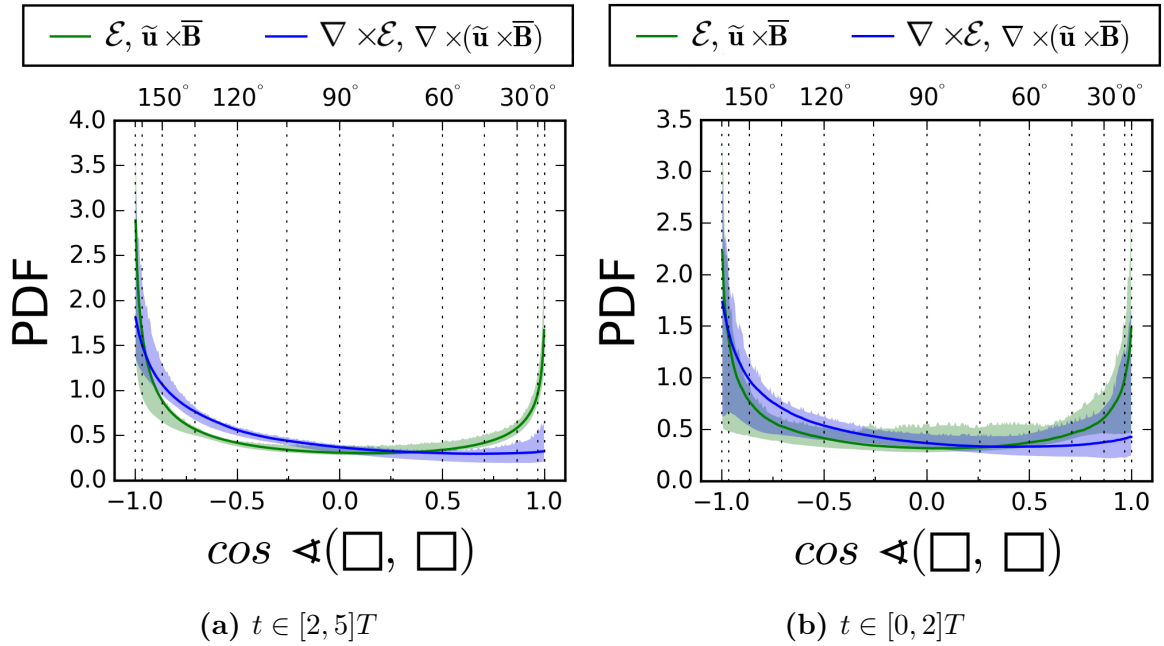 ℰ, ũ × B̅    ∇ × ℰ, ∇ × (ũ × B̅)
150° 120° 90° 60° 30° 0°
4.0
3.5
3.0
2.5
2.0
1.5
1.0
0.5
0.0
PDF
−1.0 −0.5 0.0 0.5 1.0
cos ∢(□, □)
(a) t ∈ [2, 5]T
ℰ, ũ × B̅    ∇ × ℰ, ∇ × (ũ × B̅)
150° 120° 90° 60° 30° 0°
3.5
3.0
2.5
2.0
1.5
1.0
0.5
0.0
PDF
−1.0 −0.5 0.0 0.5 1.0
cos ∢(□, □)
(b) t ∈ [0, 2]T